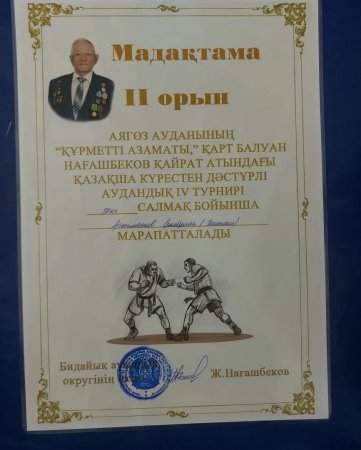 Мадақтама
II орын
АЯГӨЗ АУДАНЫНЫҢ
“ҚҰРМЕТТІ АЗАМАТЫ,” ҚАРТ БАЛУАН
НАҒАШБЕКОВ ҚАЙРАТ АТЫНДАҒЫ
ҚАЗАҚША КҮРЕСТЕН ДӘСТҮРЛІ
АУДАНДЫҚ IV ТУРНИРІ
САЛМАҚ БОЙЫНША
МАРАПАТТАЛАДЫ
Бидайық
округінің
Ж.Нағашбеков